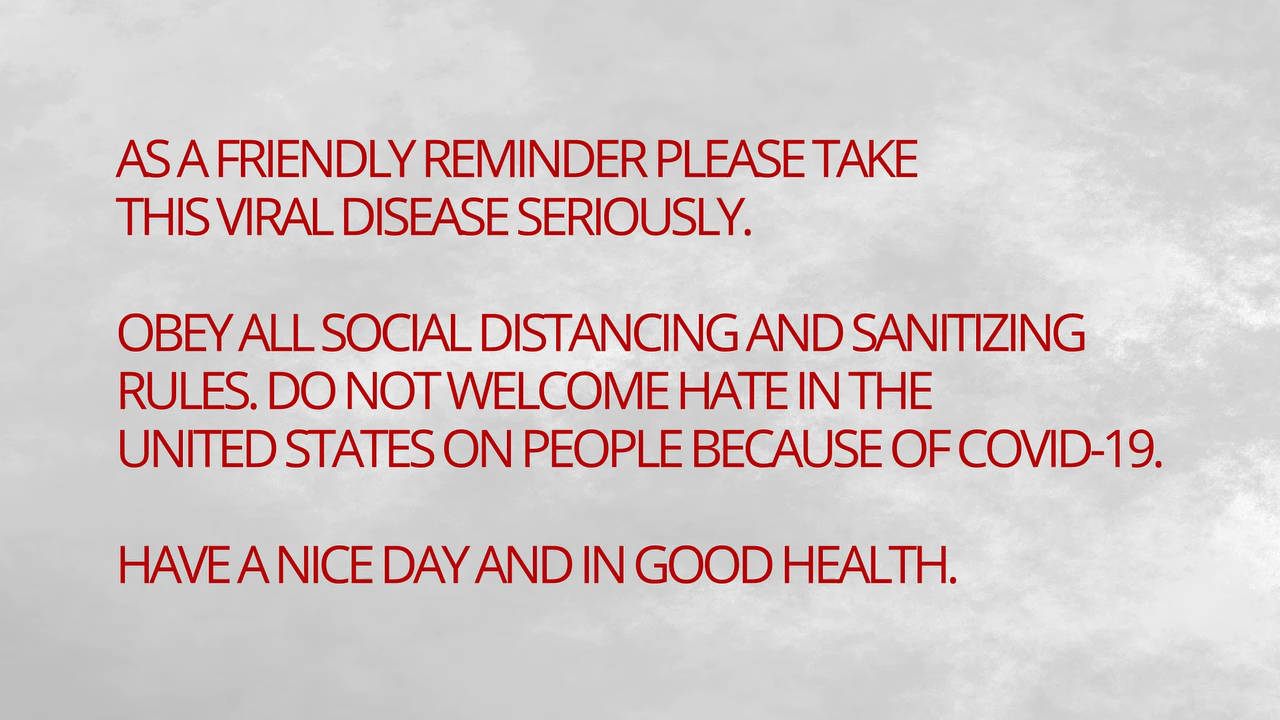 AS A FRIENDLY REMINDER PLEASE TAKE
THIS VIRAL DISEASE SERIOUSLY.
OBEY ALL SOCIAL DISTANCING AND SANITIZING
RULES. DO NOT WELCOME HATE IN THE
UNITED STATES ON PEOPLE BECAUSE OF COVID-19.
HAVE A NICE DAY AND IN GOOD HEALTH.